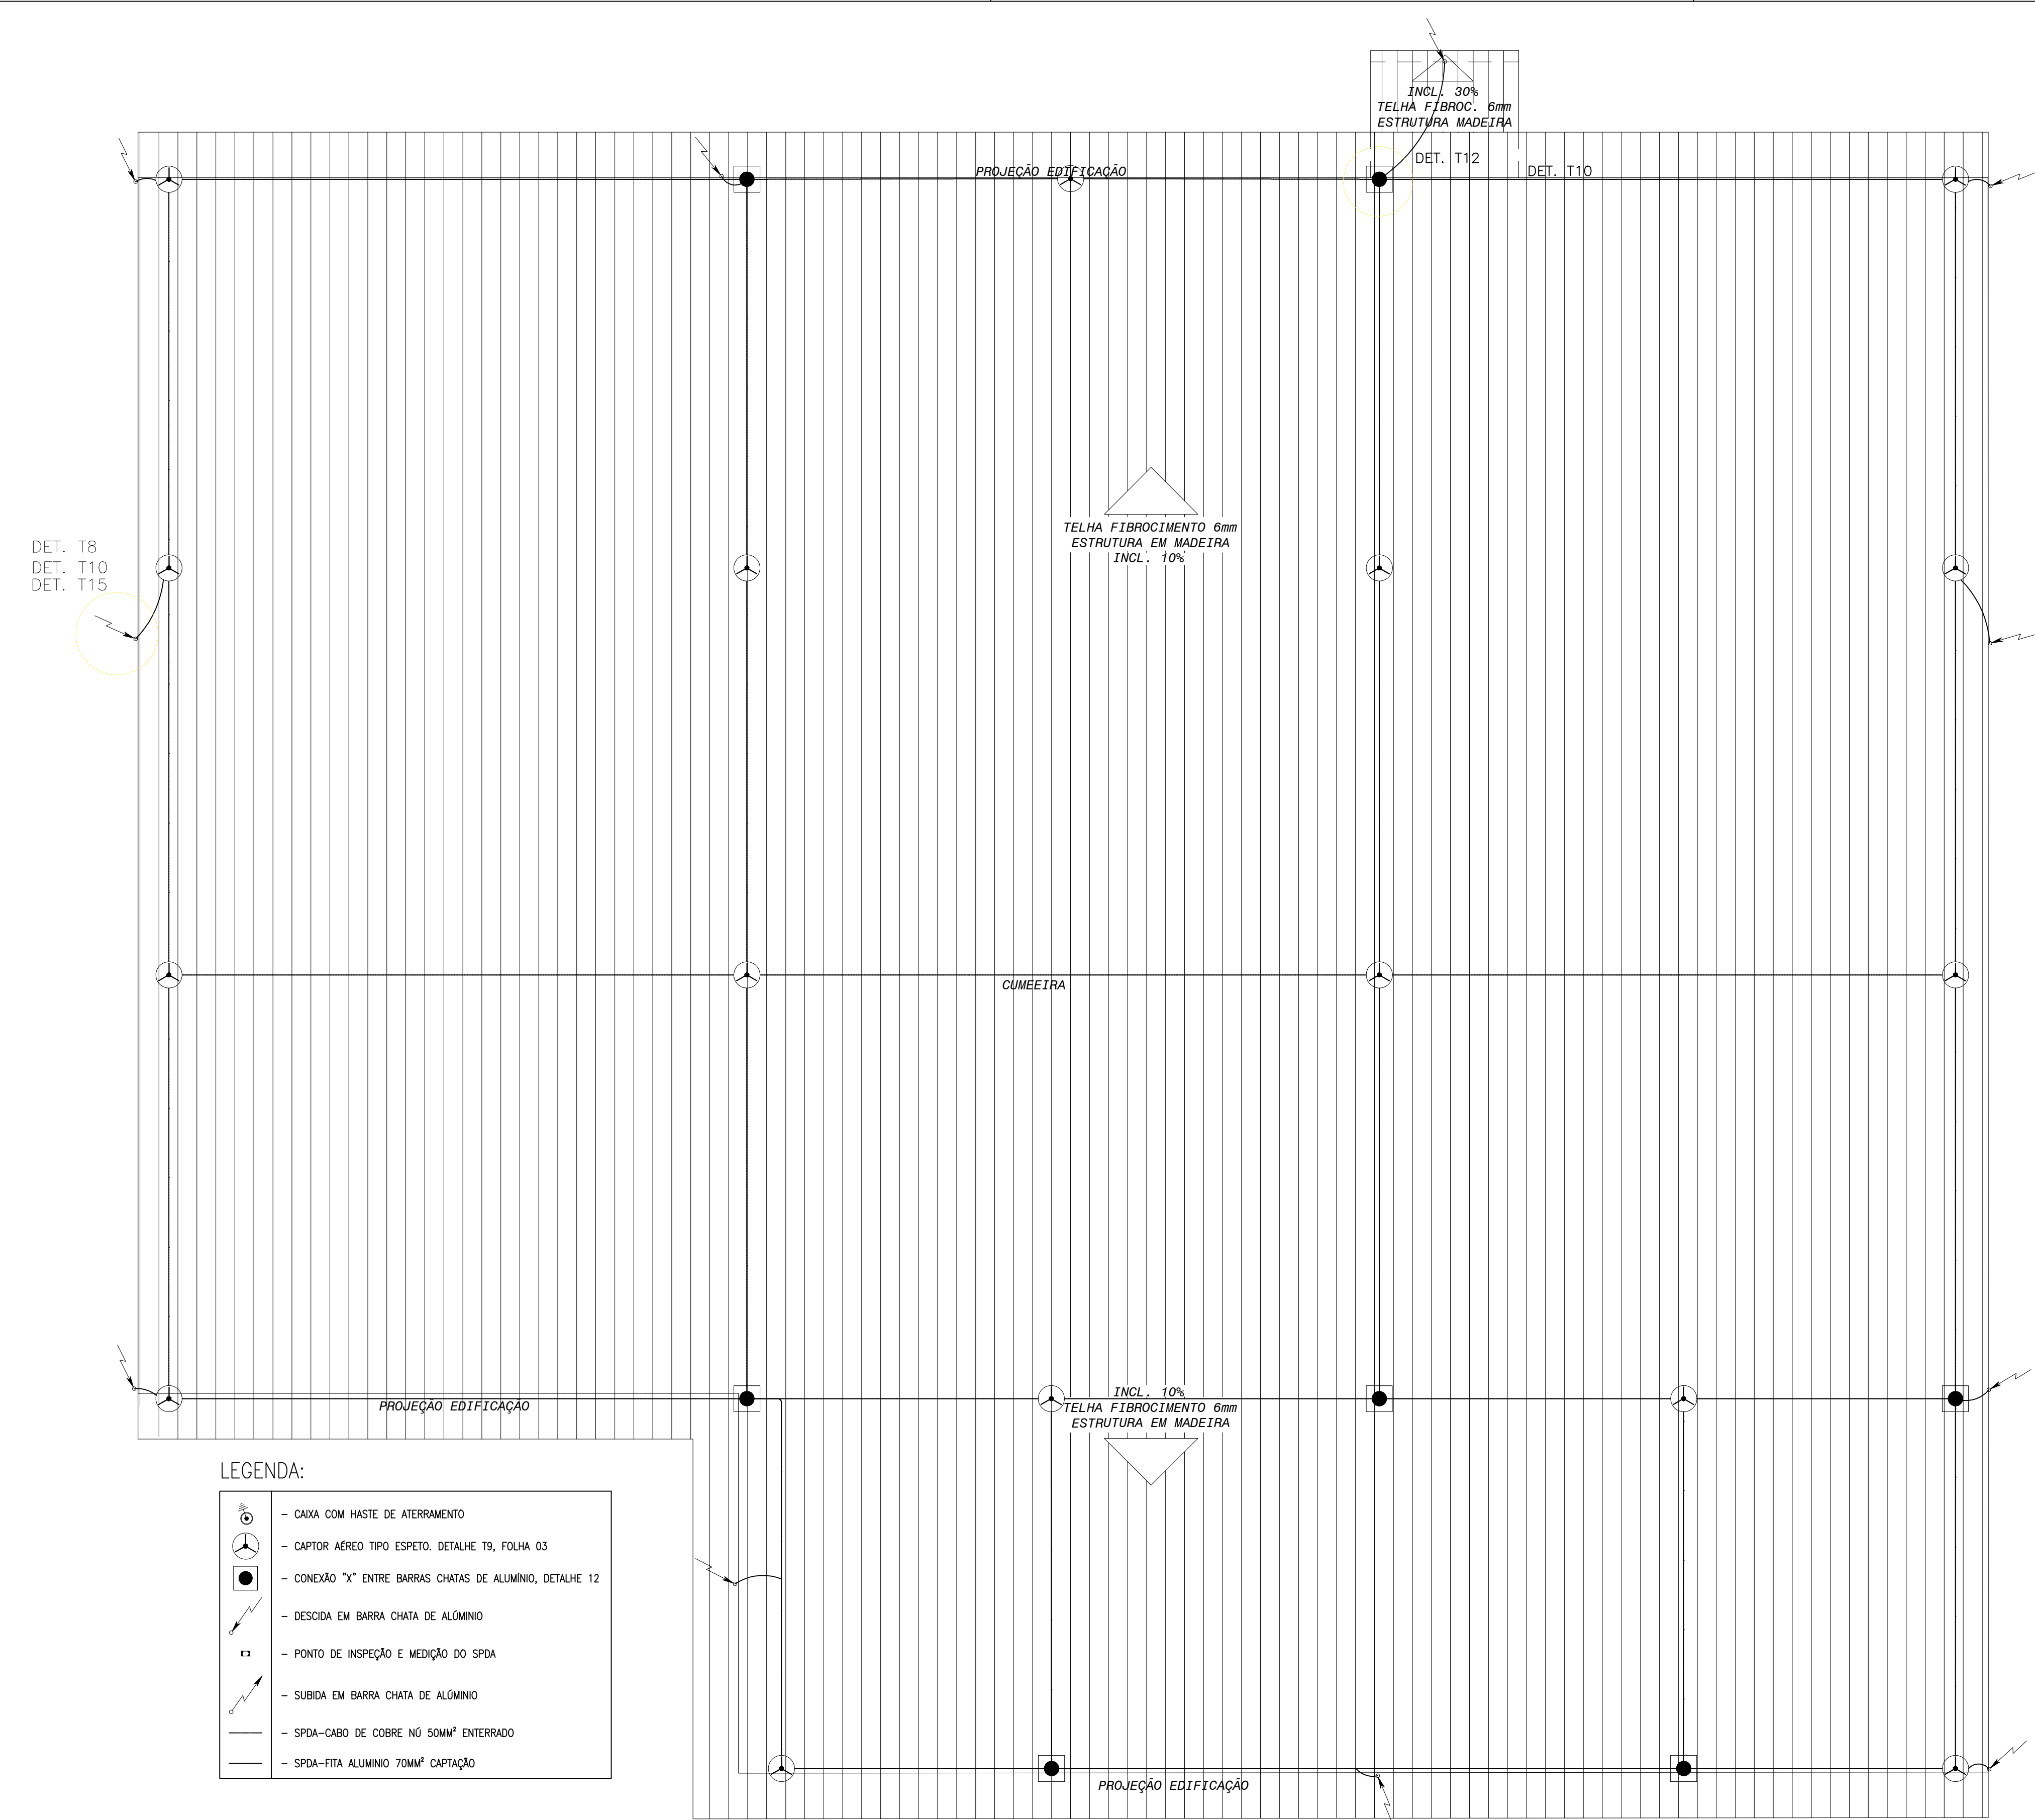 INCL. 30%
TELHA FIBROC. 6mm
ESTRUTURA MADEIRA
DET. T12
PROJEÇÃO EDIFICAÇÃO
DET. T10
TELHA FIBROCIMENTO 6mm
ESTRUTURA EM MADEIRA
INCL. 10%
DET. T8
DET. T10
DET. T15
CUMEEIRA
INCL. 10%
TELHA FIBROCIMENTO 6mm
ESTRUTURA EM MADEIRA
PROJEÇÃO EDIFICAÇÃO
LEGENDA:
- CAIXA COM HASTE DE ATERRAMENTO
- CAPTOR AÉREO TIPO ESPETO. DETALHE T9, FOLHA 03
- CONEXÃO "X" ENTRE BARRAS CHATAS DE ALUMÍNIO, DETALHE 12
- DESCIDA EM BARRA CHATA DE ALÚMINIO
- PONTO DE INSPEÇÃO E MEDIÇÃO DO SPDA
- SUBIDA EM BARRA CHATA DE ALÚMINIO
- SPDA-CABO DE COBRE NÚ 50MM² ENTERRADO
- SPDA-FITA ALUMINIO 70MM² CAPTAÇÃO
PROJEÇÃO EDIFICAÇÃO